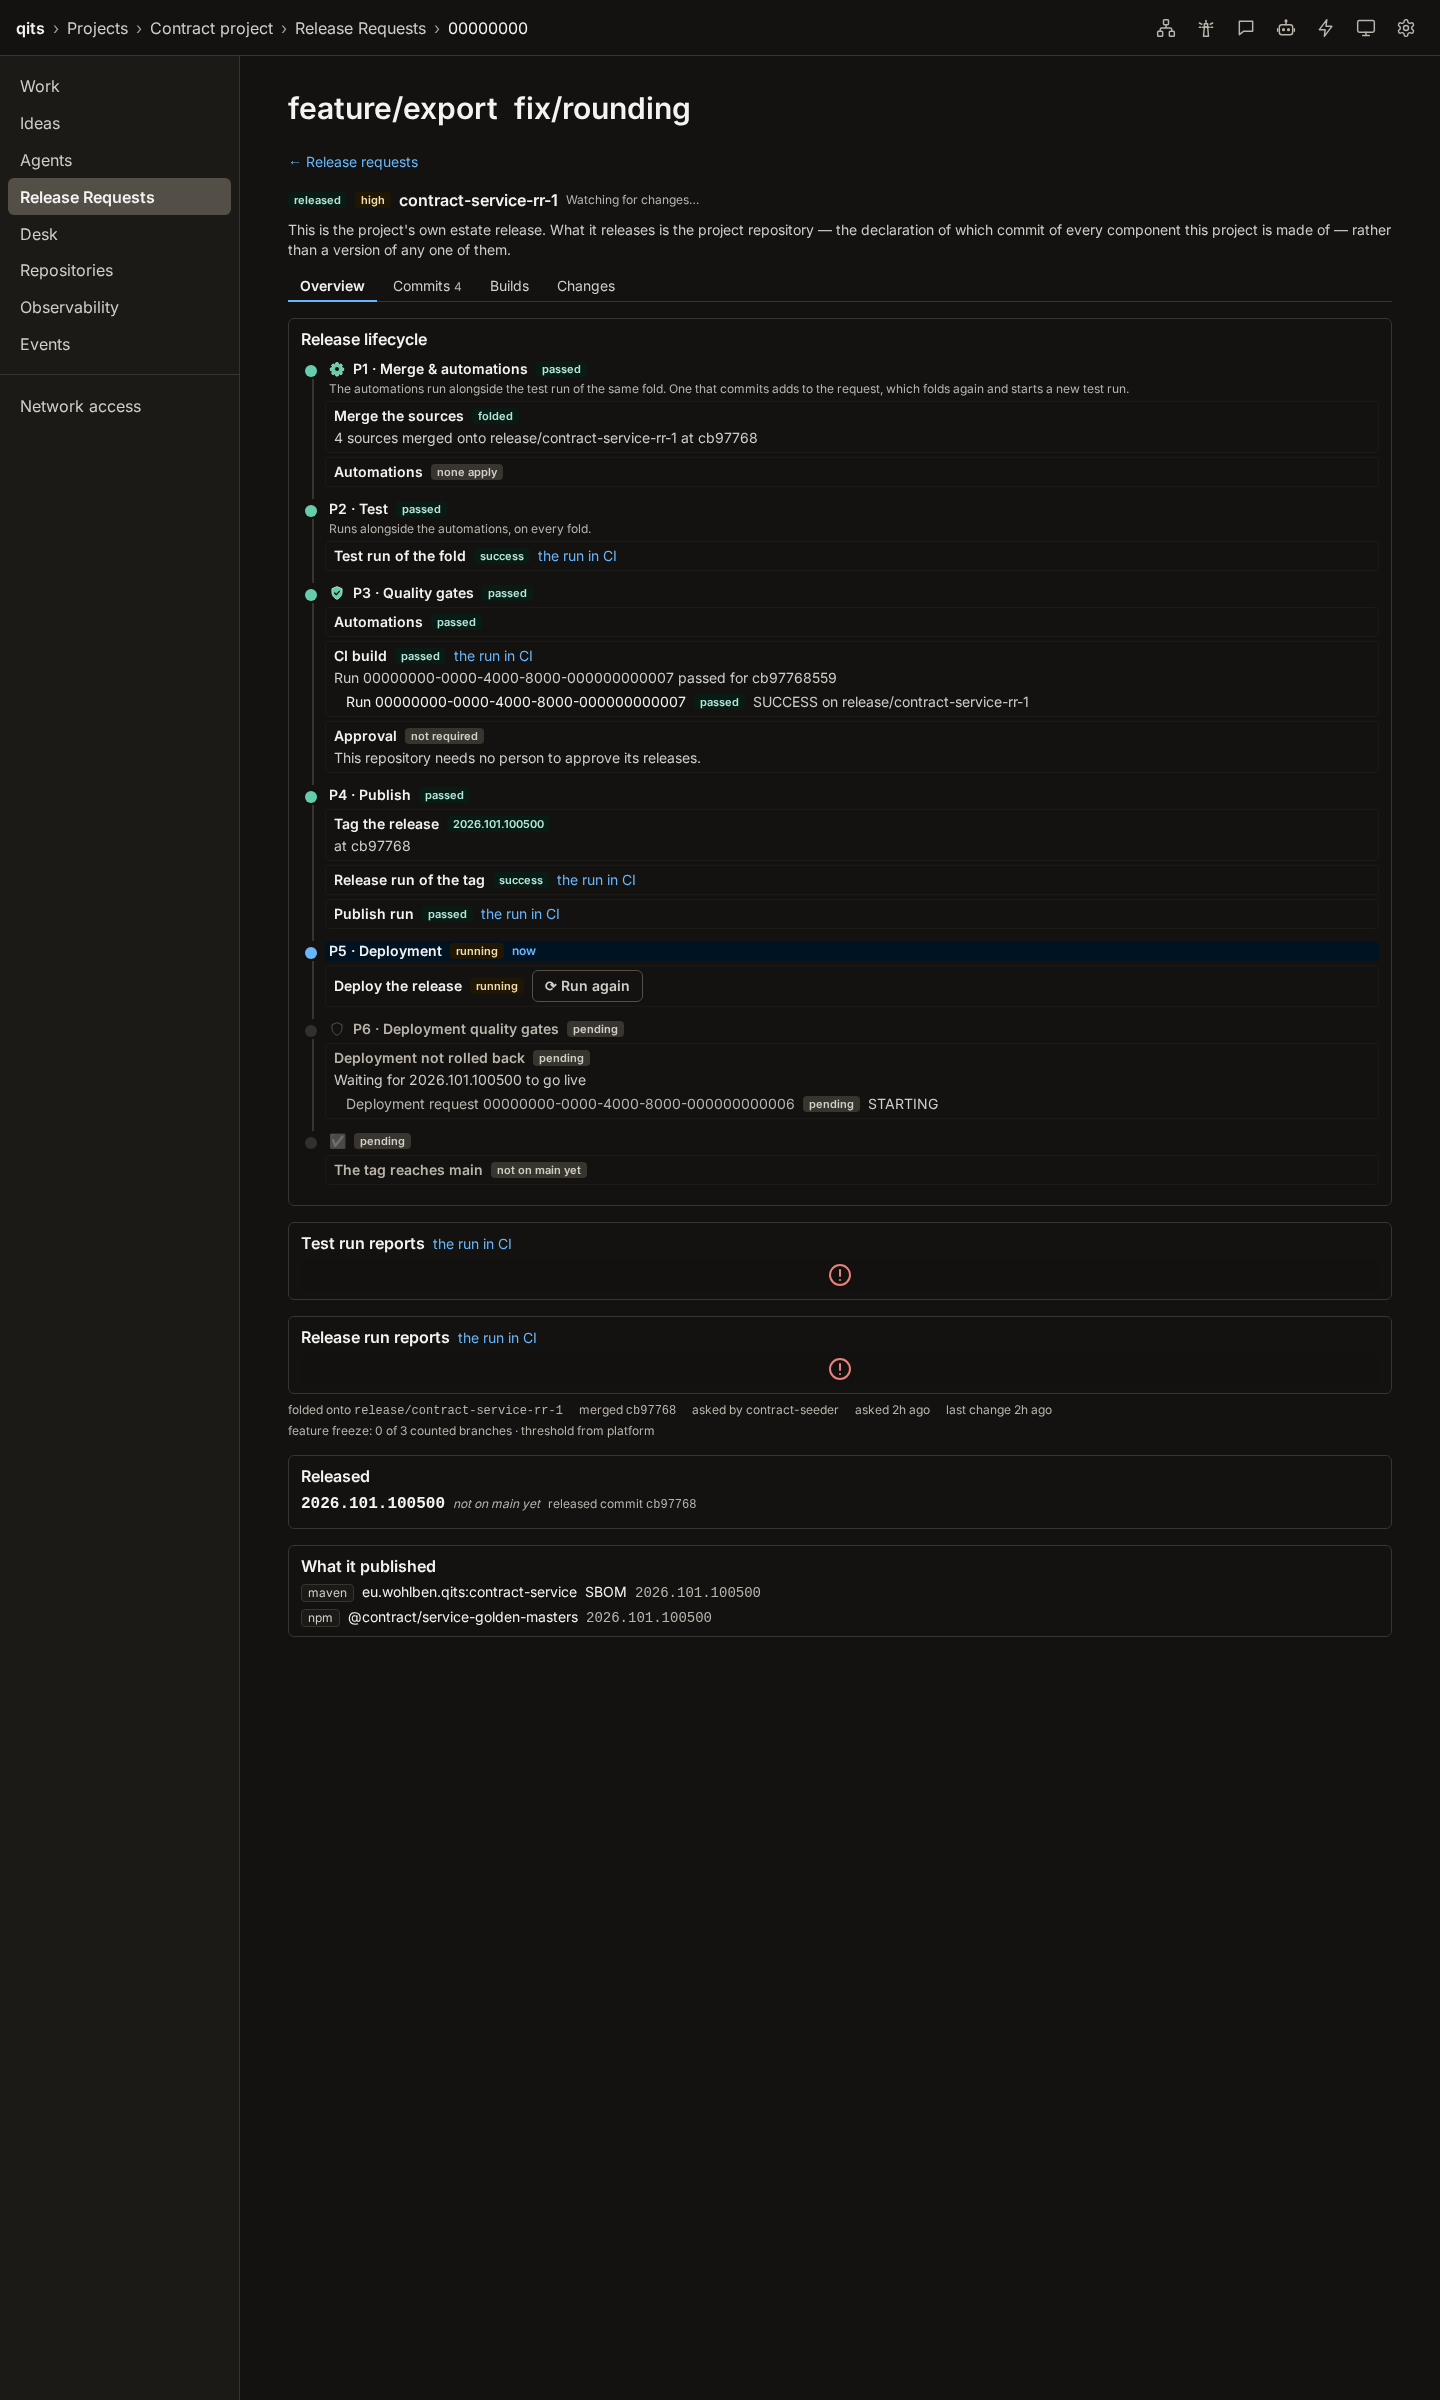 qits › Projects › Contract project › Release Requests › 00000000
Work
Ideas
Agents
Release Requests
Desk
Repositories
Observability
Events
Network access
feature/export fix/rounding
← Release requests
released high contract-service-rr-1 Watching for changes…
This is the project's own estate release. What it releases is the project repository — the declaration of which commit of every component this project is made of — rather
than a version of any one of them.
Overview Commits 4 Builds Changes
Release lifecycle
P1 · Merge & automations passed
The automations run alongside the test run of the same fold. One that commits adds to the request, which folds again and starts a new test run.
Merge the sources folded
4 sources merged onto release/contract-service-rr-1 at cb97768
Automations none apply
P2 · Test passed
Runs alongside the automations, on every fold.
Test run of the fold success the run in CI
P3 · Quality gates passed
Automations passed
CI build passed the run in CI
Run 00000000-0000-4000-8000-000000000007 passed for cb97768559
Run 00000000-0000-4000-8000-000000000007 passed SUCCESS on release/contract-service-rr-1
Approval not required
This repository needs no person to approve its releases.
P4 · Publish passed
Tag the release 2026.101.100500
at cb97768
Release run of the tag success the run in CI
Publish run passed the run in CI
P5 · Deployment running now
Deploy the release running ⟳ Run again
P6 · Deployment quality gates pending
Deployment not rolled back pending
Waiting for 2026.101.100500 to go live
Deployment request 00000000-0000-4000-8000-000000000006 pending STARTING
pending
The tag reaches main not on main yet
Test run reports the run in CI
Release run reports the run in CI
folded onto release/contract-service-rr-1 merged cb97768 asked by contract-seeder asked 2h ago last change 2h ago
feature freeze: 0 of 3 counted branches · threshold from platform
Released
2026.101.100500 not on main yet released commit cb97768
What it published
maven eu.wohlben.qits:contract-service SBOM 2026.101.100500
npm @contract/service-golden-masters 2026.101.100500